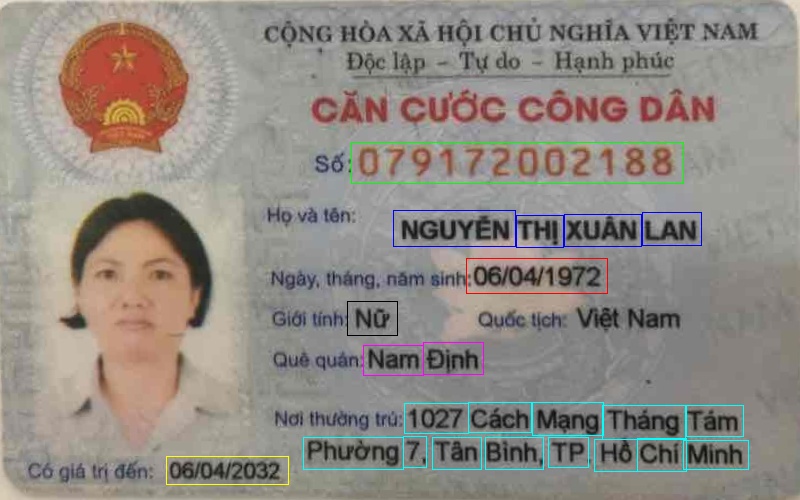 CỘNG HÒA XÃ HỘI CHỦ NGHĨA VIỆT NAM
Độc lập - Tự do - Hạnh phúc
CĂN CƯỚC CÔNG DÂN
Số: 079172002188
Họ và tên: NGUYỄN THỊ XUÂN LAN
Ngày, tháng, năm sinh: 06/04/1972
Giới tính: Nữ Quốc tịch: Việt Nam
Quê quán: Nam Định
Nơi thường trú: 1027 Cách Mạng Tháng Tám
Phường 7, Tân Bình, TP. Hồ Chí Minh
Có giá trị đến: 06/04/2032